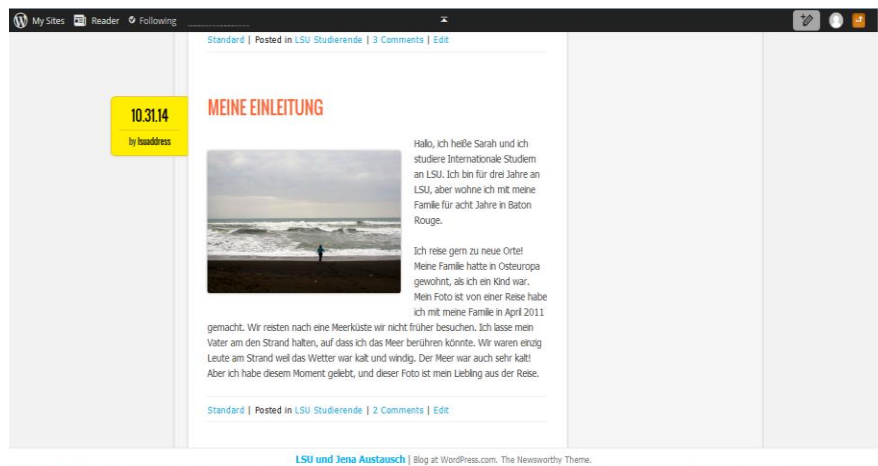 My Sites Reader Following
Standard | Posted in LSU Studierende | 3 Comments | Edit
10.31.14
by lsuaddress
MEINE EINLEITUNG
Hallo, ich heiße Sarah und ich
studiere Internationale Studiem
an LSU. Ich bin für drei Jahre an
LSU, aber wohne ich mit meine
Familie für acht Jahre in Baton
Rouge.
Ich reise gern zu neue Orte!
Meine Familie hatte in Osteuropa
gewohnt, als ich ein Kind war.
Mein Foto ist von einer Reise habe
ich mit meine Familie in April 2011
gemacht. Wir reisten nach eine Meerküste wir nicht früher besuchen. Ich lasse mein
Vater am den Strand halten, auf dass ich das Meer berühren könnte. Wir waren einzig
Leute am Strand weil das Wetter war kalt und windig. Der Meer war auch sehr kalt!
Aber ich habe diesem Moment gelebt, und dieser Foto ist mein Liebling aus der Reise.
Standard | Posted in LSU Studierende | 2 Comments | Edit
LSU und Jena Austausch | Blog at WordPress.com. The Newsworthy Theme.